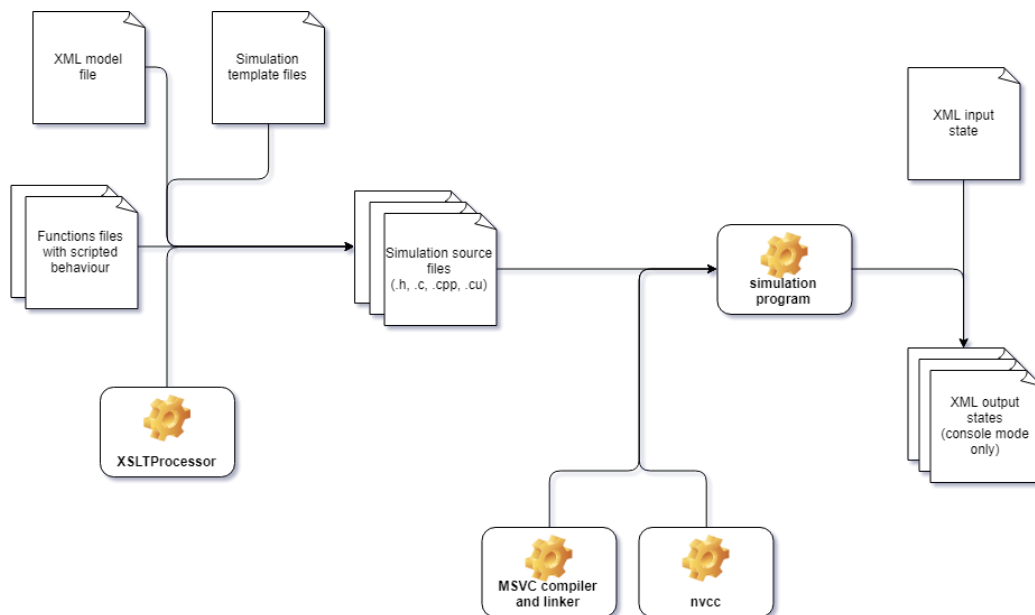 XML model
file
Simulation
template files
XML input
state
Functions files
with scripted
behaviour
Simulation source
files
(.h, .c, .cpp, .cu)
simulation
program
XML output
states
(console mode
only)
XSLTProcessor
MSVC compiler
and linker
nvcc